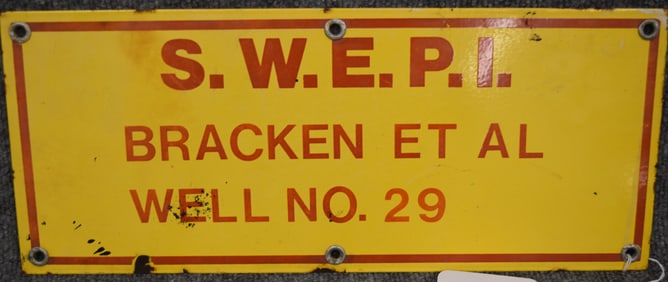 S.W.E.P.I.
BRACKEN ET AL
WELL NO. 29